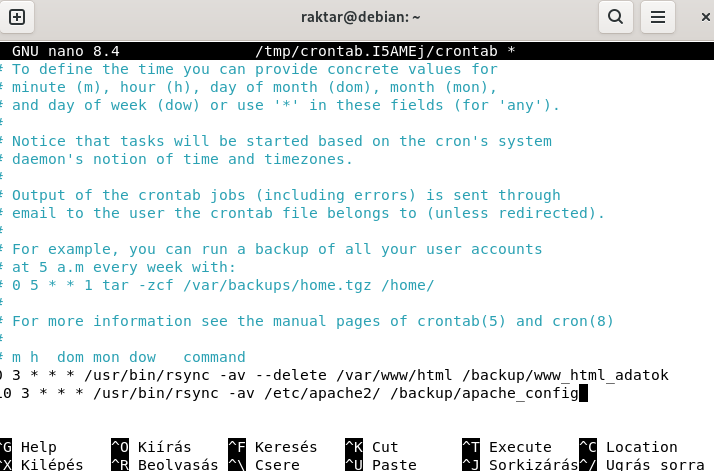 raktar@debian: ~
GNU nano 8.4 /tmp/crontab.I5AMEj/crontab *
# To define the time you can provide concrete values for
# minute (m), hour (h), day of month (dom), month (mon),
# and day of week (dow) or use '*' in these fields (for 'any').
#
# Notice that tasks will be started based on the cron's system
# daemon's notion of time and timezones.
#
# Output of the crontab jobs (including errors) is sent through
# email to the user the crontab file belongs to (unless redirected).
#
# For example, you can run a backup of all your user accounts
# at 5 a.m every week with:
# 0 5 * * 1 tar -zcf /var/backups/home.tgz /home/
#
# For more information see the manual pages of crontab(5) and cron(8)
#
# m h  dom mon dow   command
0 3 * * * /usr/bin/rsync -av --delete /var/www/html /backup/www_html_adatok
10 3 * * * /usr/bin/rsync -av /etc/apache2/ /backup/apache_config
^G Help ^O Kiírás ^F Keresés ^K Cut ^T Execute ^C Location
^X Kilépés ^R Beolvasás ^\ Csere ^U Paste ^J Sorkizárás ^/ Ugrás sorra